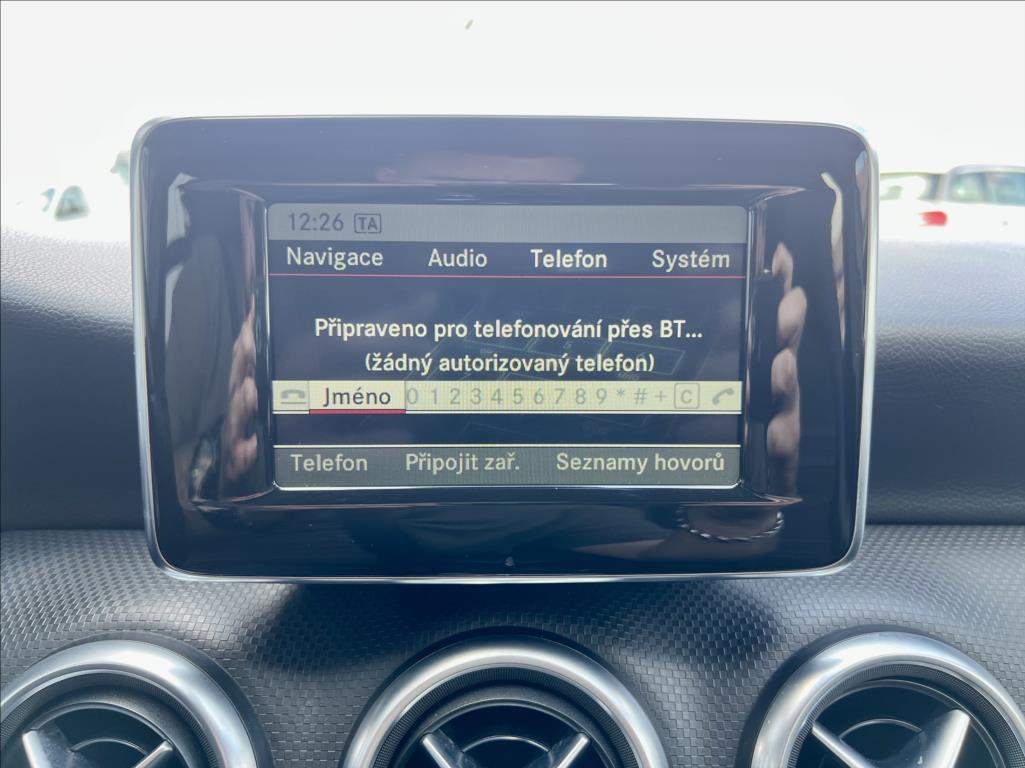 12:26 TA
Navigace Audio Telefon Systém
Připraveno pro telefonování přes BT...
(žádný autorizovaný telefon)
Jméno 0 1 2 3 4 5 6 7 8 9 * # + C
Telefon Připojit zař. Seznamy hovorů